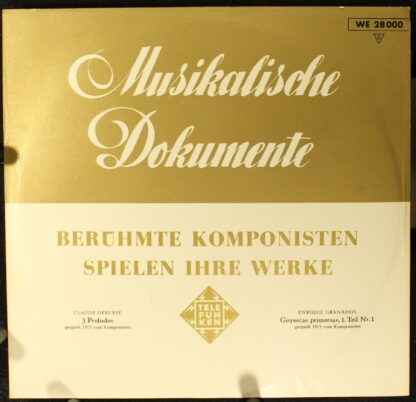 WE 28000
Musikalische
Dokumente
BERÜHMTE KOMPONISTEN
SPIELEN IHRE WERKE
CLAUDE DEBUSSY
3 Preludes
gespielt 1913 vom Komponisten
TELE
FUN
KEN
ENRIQUE GRANADOS
Goyescas primeras, I. Teil Nr. 1
gespielt 1913 vom Komponisten